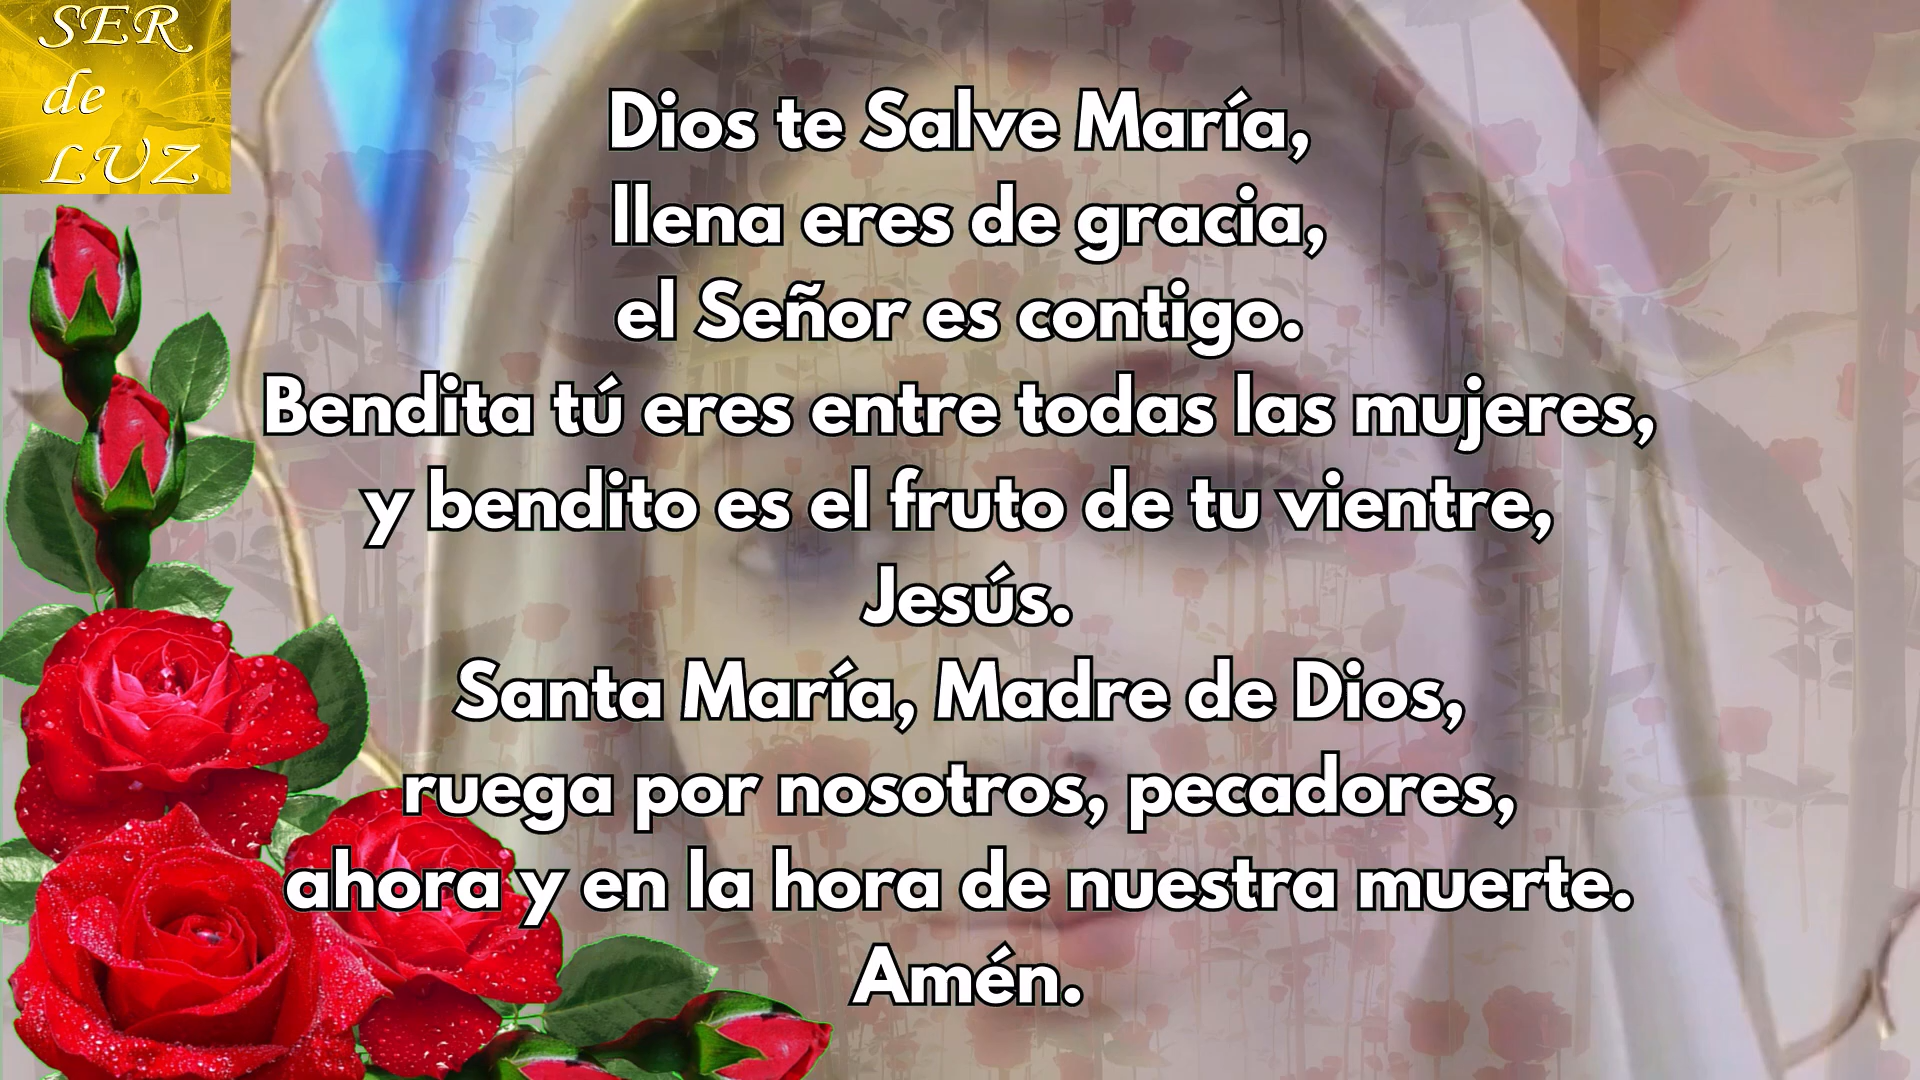 SER
de
LUZ
Dios te Salve María,
llena eres de gracia,
el Señor es contigo.
Bendita tú eres entre todas las mujeres,
y bendito es el fruto de tu vientre,
Jesús.
Santa María, Madre de Dios,
ruega por nosotros, pecadores,
ahora y en la hora de nuestra muerte.
Amén.